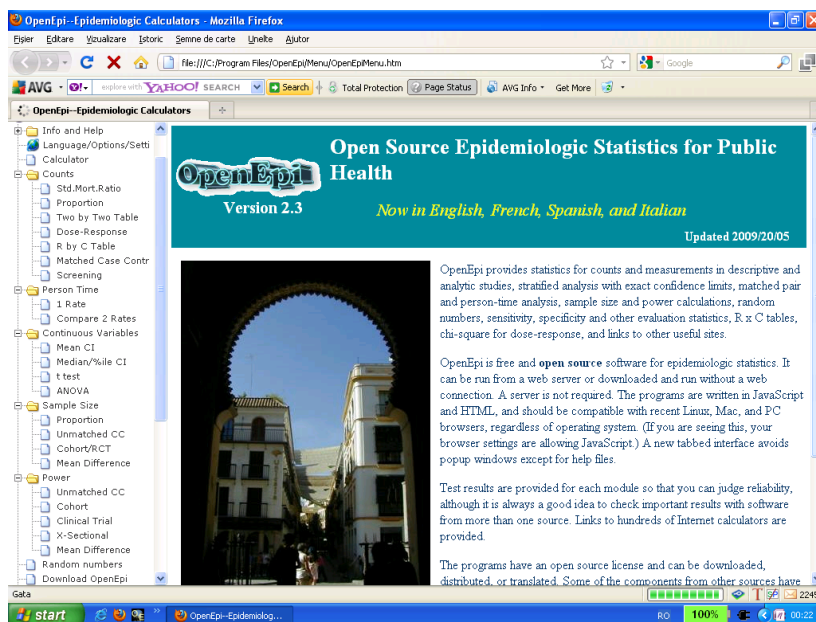 OpenEpi--Epidemiologic Calculators - Mozilla Firefox
Fişier Editare Vizualizare Istoric Semne de carte Unelte Ajutor
file:///C:/Program Files/OpenEpi/Menu/OpenEpiMenu.htm
Google
AVG
explore with YAHOO! SEARCH
Search
Total Protection
Page Status
AVG Info
Get More
OpenEpi--Epidemiologic Calculators
Info and Help
Language/Options/Setti
Calculator
Counts
Std.Mort.Ratio
Proportion
Two by Two Table
Dose-Response
R by C Table
Matched Case Contr
Screening
Person Time
1 Rate
Compare 2 Rates
Continuous Variables
Mean CI
Median/%ile CI
t test
ANOVA
Sample Size
Proportion
Unmatched CC
Cohort/RCT
Mean Difference
Power
Unmatched CC
Cohort
Clinical Trial
X-Sectional
Mean Difference
Random numbers
Download OpenEpi
OpenEpi
Version 2.3
Open Source Epidemiologic Statistics for Public
Health
Now in English, French, Spanish, and Italian
Updated 2009/20/05
OpenEpi provides statistics for counts and measurements in descriptive and
analytic studies, stratified analysis with exact confidence limits, matched pair
and person-time analysis, sample size and power calculations, random
numbers, sensitivity, specificity and other evaluation statistics, R x C tables,
chi-square for dose-response, and links to other useful sites.
OpenEpi is free and open source software for epidemiologic statistics. It
can be run from a web server or downloaded and run without a web
connection. A server is not required. The programs are written in JavaScript
and HTML, and should be compatible with recent Linux, Mac, and PC
browsers, regardless of operating system. (If you are seeing this, your
browser settings are allowing JavaScript.) A new tabbed interface avoids
popup windows except for help files.
Test results are provided for each module so that you can judge reliability,
although it is always a good idea to check important results with software
from more than one source. Links to hundreds of Internet calculators are
provided.
The programs have an open source license and can be downloaded,
distributed, or translated. Some of the components from other sources have
Gata
2245
start
OpenEpi--Epidemiolog...
RO
100%
00:22